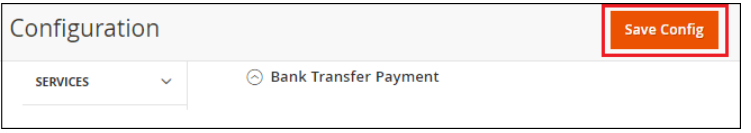 Configuration
Save Config
SERVICES
Bank Transfer Payment